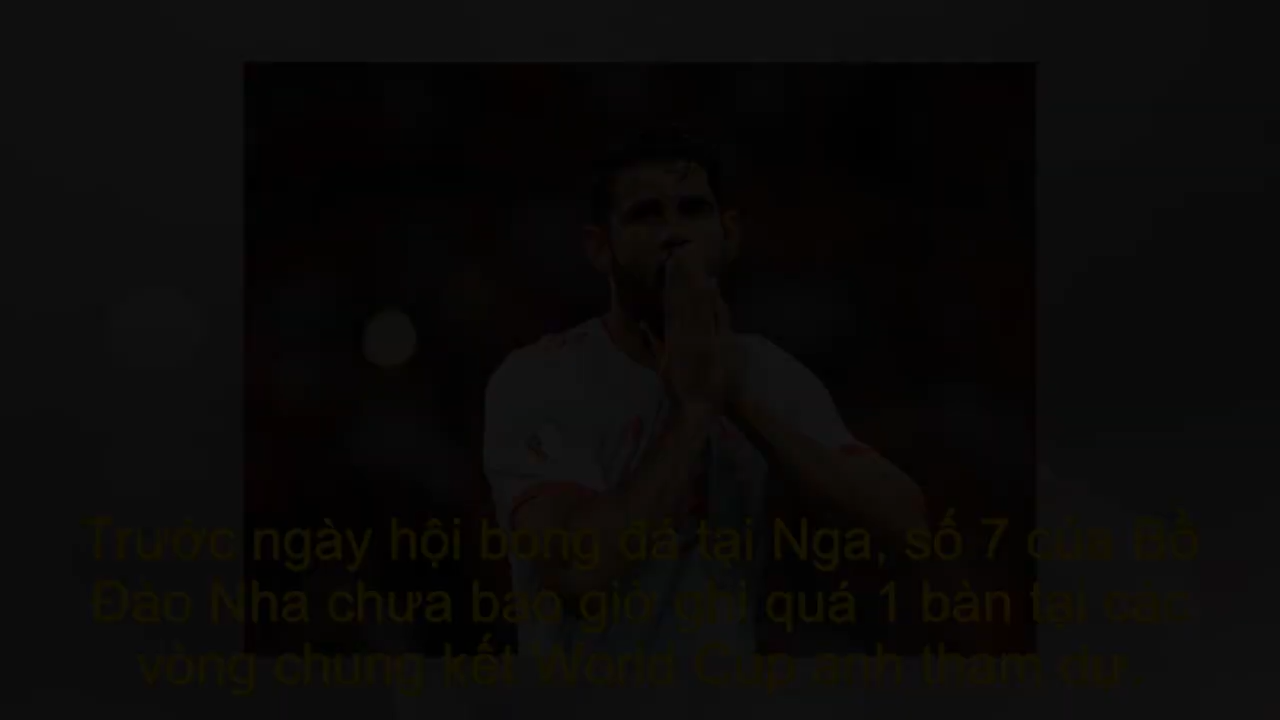 Trước ngày hội bóng đá tại Nga, số 7 của Bồ
Đào Nha chưa bao giờ ghi quá 1 bàn tại các
vòng chung kết World Cup anh tham dự.